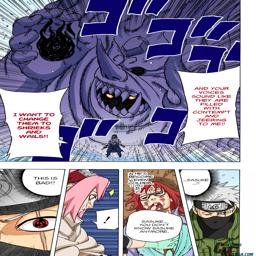 AND YOUR
VOICES
SOUND LIKE
THEY ARE
FILLED
WITH
CONTEMPT
AND
JEERING
TO ME!!
I WANT TO
CHANGE
THEM TO
SHRIEKS
AND
WAILS!!
...SASUKE
SASUKE...
YOU DON'T
KNOW SASUKE
ANYMORE.
THIS IS
BAD!!